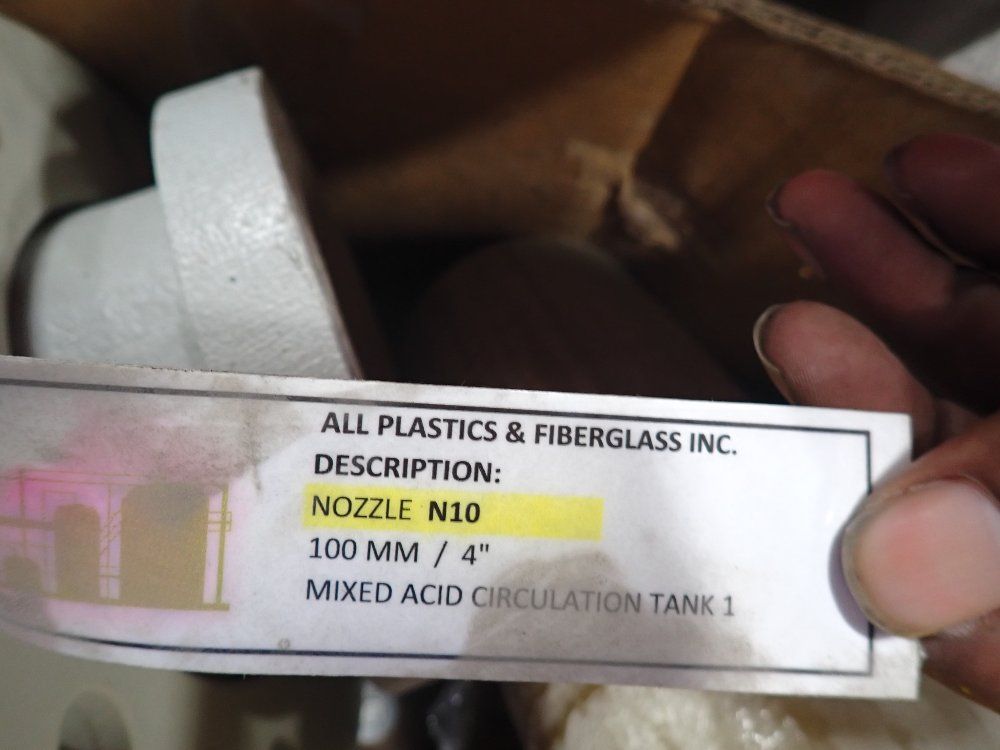 ALL PLASTICS & FIBERGLASS INC.
DESCRIPTION:
NOZZLE N10
100 MM / 4"
MIXED ACID CIRCULATION TANK 1